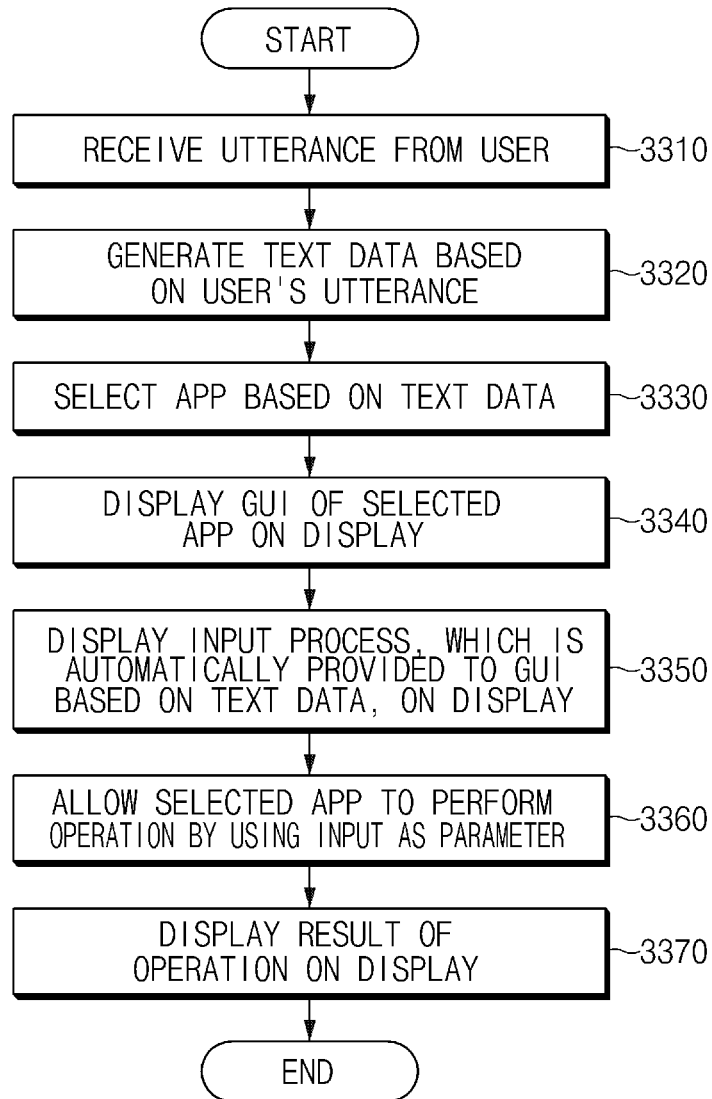 START
RECEIVE UTTERANCE FROM USER
3310
GENERATE TEXT DATA BASED
ON USER'S UTTERANCE
3320
SELECT APP BASED ON TEXT DATA
3330
DISPLAY GUI OF SELECTED
APP ON DISPLAY
3340
DISPLAY INPUT PROCESS, WHICH IS
AUTOMATICALLY PROVIDED TO GUI
BASED ON TEXT DATA, ON DISPLAY
3350
ALLOW SELECTED APP TO PERFORM
OPERATION BY USING INPUT AS PARAMETER
3360
DISPLAY RESULT OF
OPERATION ON DISPLAY
3370
END